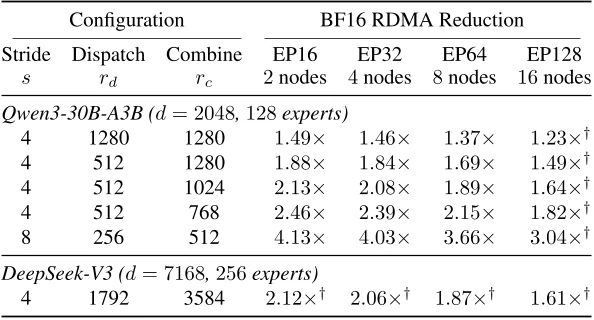 Configuration BF16 RDMA Reduction
Stride Dispatch Combine EP16 EP32 EP64 EP128
s r_d r_c 2 nodes 4 nodes 8 nodes 16 nodes
Qwen3-30B-A3B (d = 2048, 128 experts)
4 1280 1280 1.49× 1.46× 1.37× 1.23×†
4 512 1280 1.88× 1.84× 1.69× 1.49×†
4 512 1024 2.13× 2.08× 1.89× 1.64×†
4 512 768 2.46× 2.39× 2.15× 1.82×†
8 256 512 4.13× 4.03× 3.66× 3.04×†
DeepSeek-V3 (d = 7168, 256 experts)
4 1792 3584 2.12×† 2.06×† 1.87×† 1.61×†